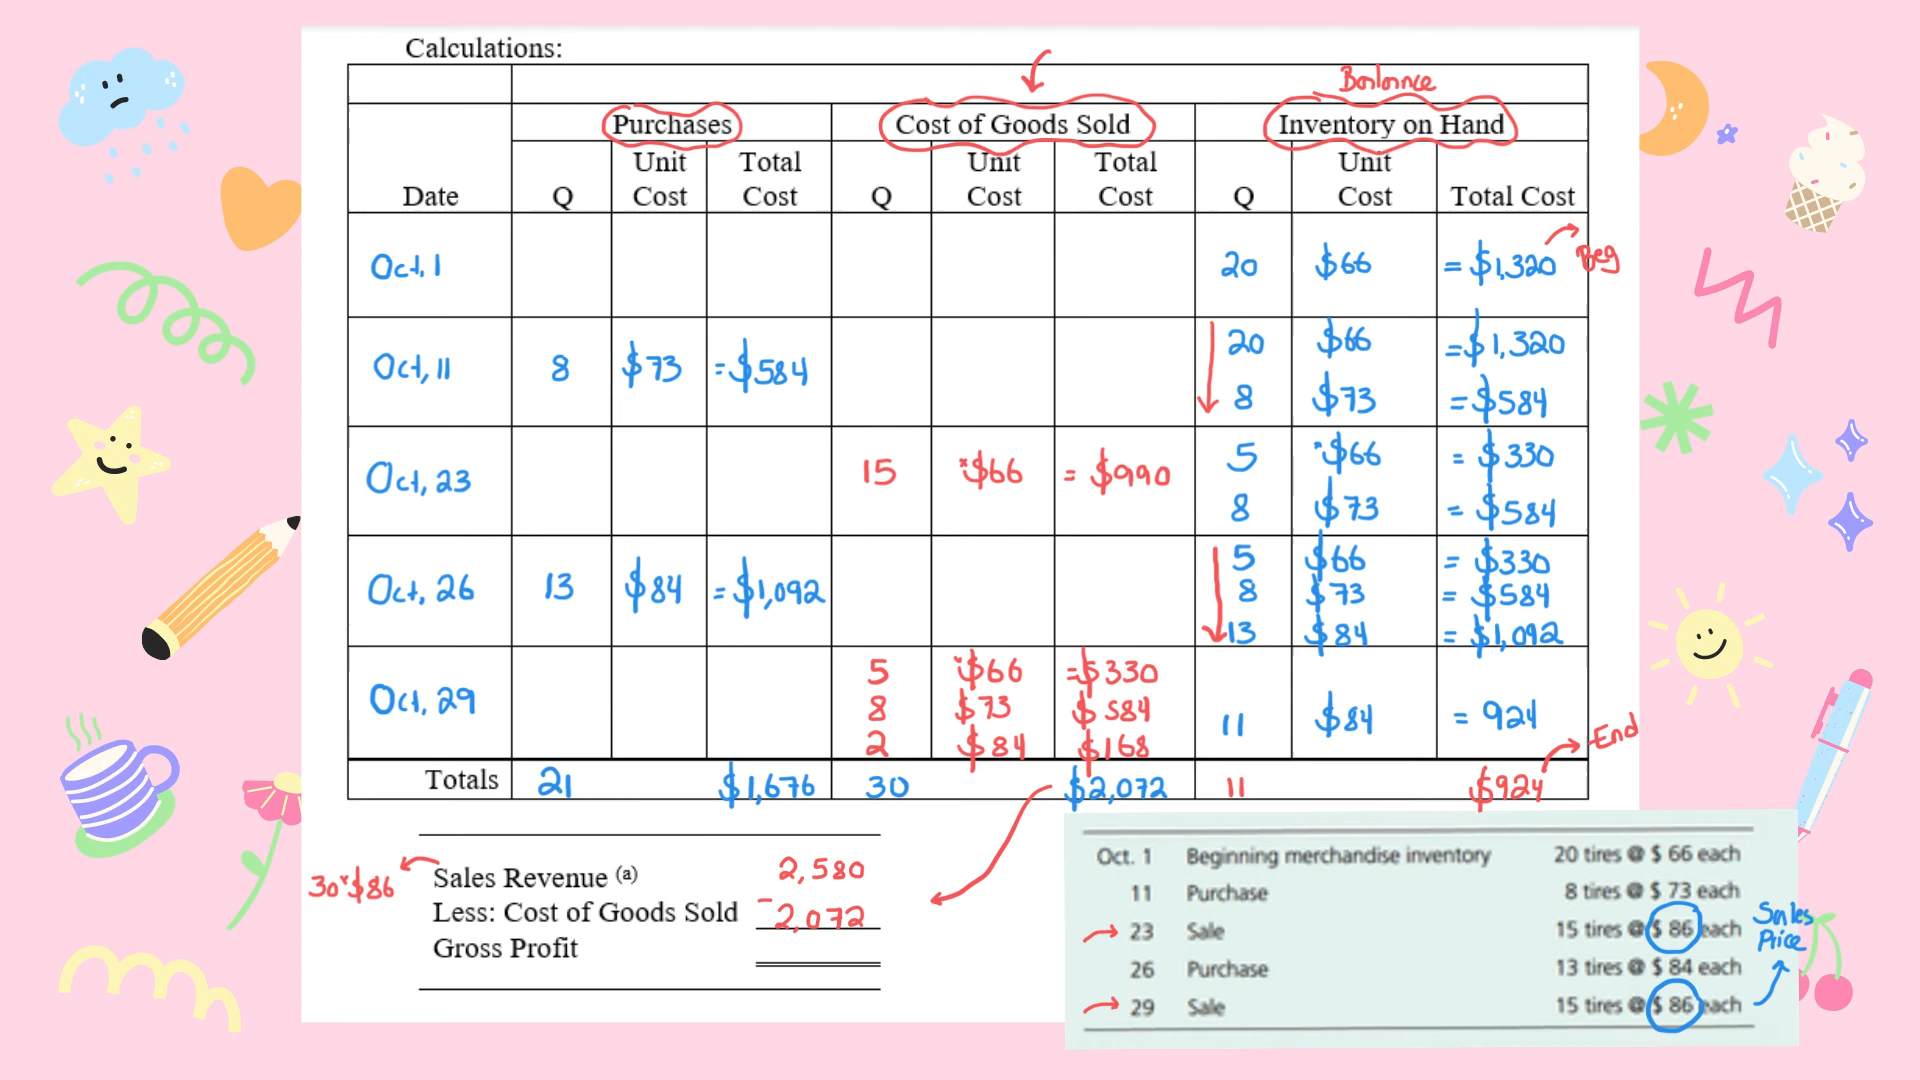 Calculations:
Balance
Purchases Cost of Goods Sold Inventory on Hand
Unit Total Unit Total Unit
Date Q Cost Cost Q Cost Cost Q Cost Total Cost
Oct, 1 20 $66 = $1,320 Beg
20 $66 = $1,320
Oct, 11 8 $73 = $584
8 $73 = $584
5 x $66 = $330
Oct, 23 15 x $66 = $990
8 $73 = $584
5 $66 = $330
Oct, 26 13 $84 = $1,092 8 $73 = $584
13 $84 = $1,092
5 x $66 = $330
Oct, 29 8 $73 $584 11 $84 = 924
2 $84 $168
End
Totals 21 $1,676 30 $2,072 11 $924
30 x $86 Sales Revenue (a) 2,580
Less: Cost of Goods Sold - 2,072
Gross Profit
Oct. 1 Beginning merchandise inventory 20 tires @ $ 66 each
11 Purchase 8 tires @ $ 73 each
23 Sale 15 tires @ $ 86 each
Sales
Price
26 Purchase 13 tires @ $ 84 each
29 Sale 15 tires @ $ 86 each